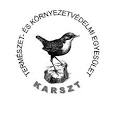 TERMÉSZET- ÉS KÖRNYEZETVÉDELMI EGYESÜLET
KARSZT